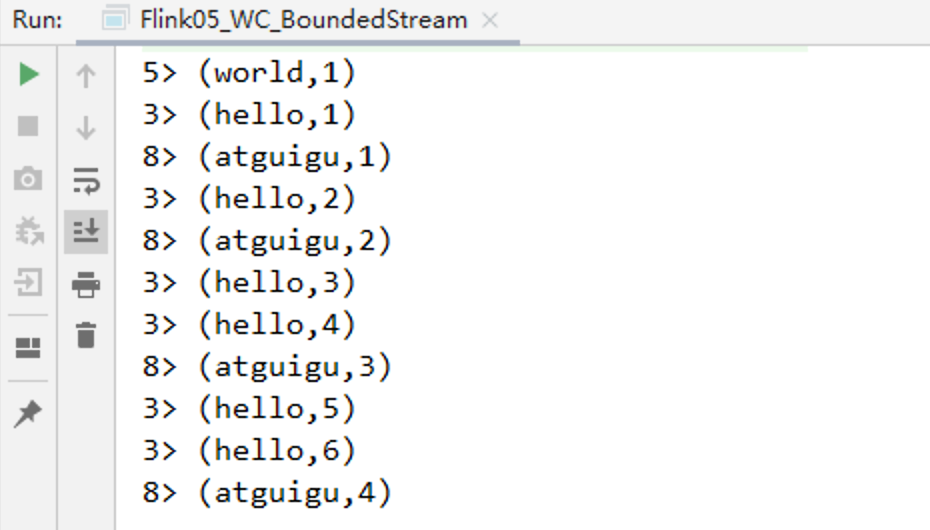 Run: Flink05_WC_BoundedStream
5> (world,1)
3> (hello,1)
8> (atguigu,1)
3> (hello,2)
8> (atguigu,2)
3> (hello,3)
3> (hello,4)
8> (atguigu,3)
3> (hello,5)
3> (hello,6)
8> (atguigu,4)